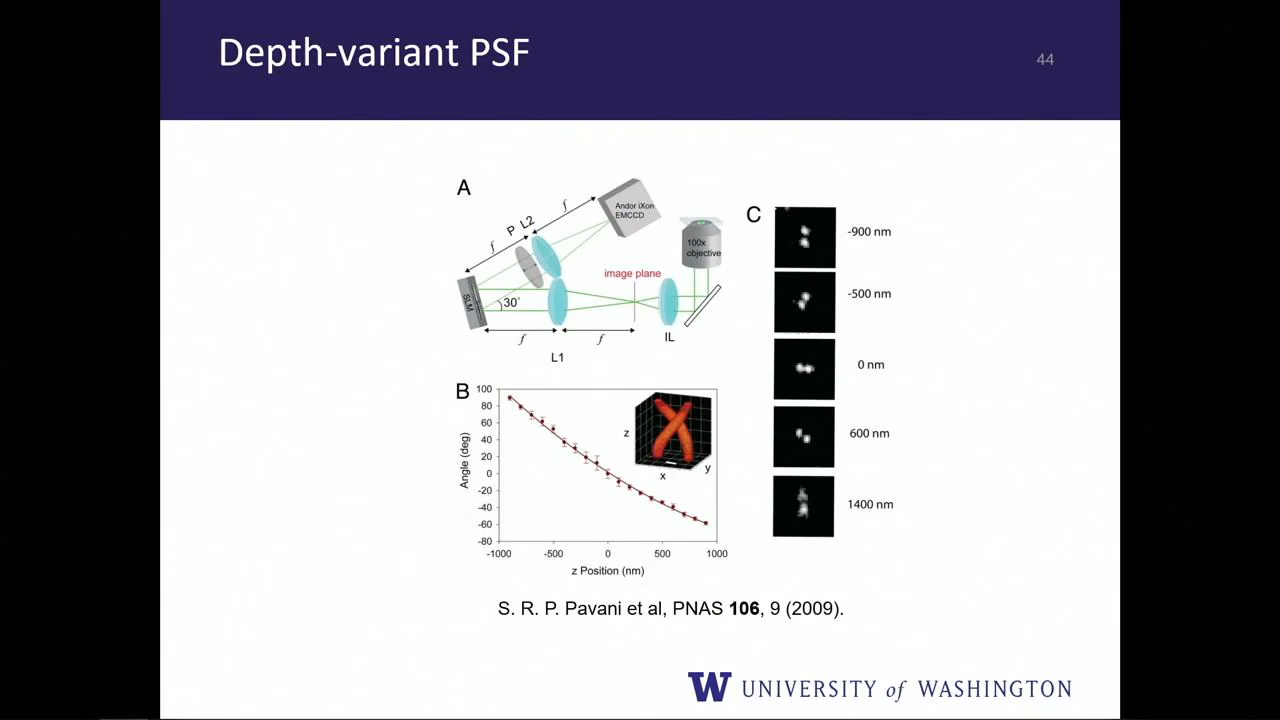 Depth-variant PSF
44
A
f
P L2
f
Andor iXon
EMCCD
SLM
30°
f
f
L1
image plane
IL
100x
objective
B
100
80
60
40
20
0
-20
-40
-60
-80
Angle (deg)
-1000 -500 0 500 1000
z Position (nm)
z
x
y
C
-900 nm
-500 nm
0 nm
600 nm
1400 nm
S. R. P. Pavani et al, PNAS 106, 9 (2009).
W UNIVERSITY of WASHINGTON